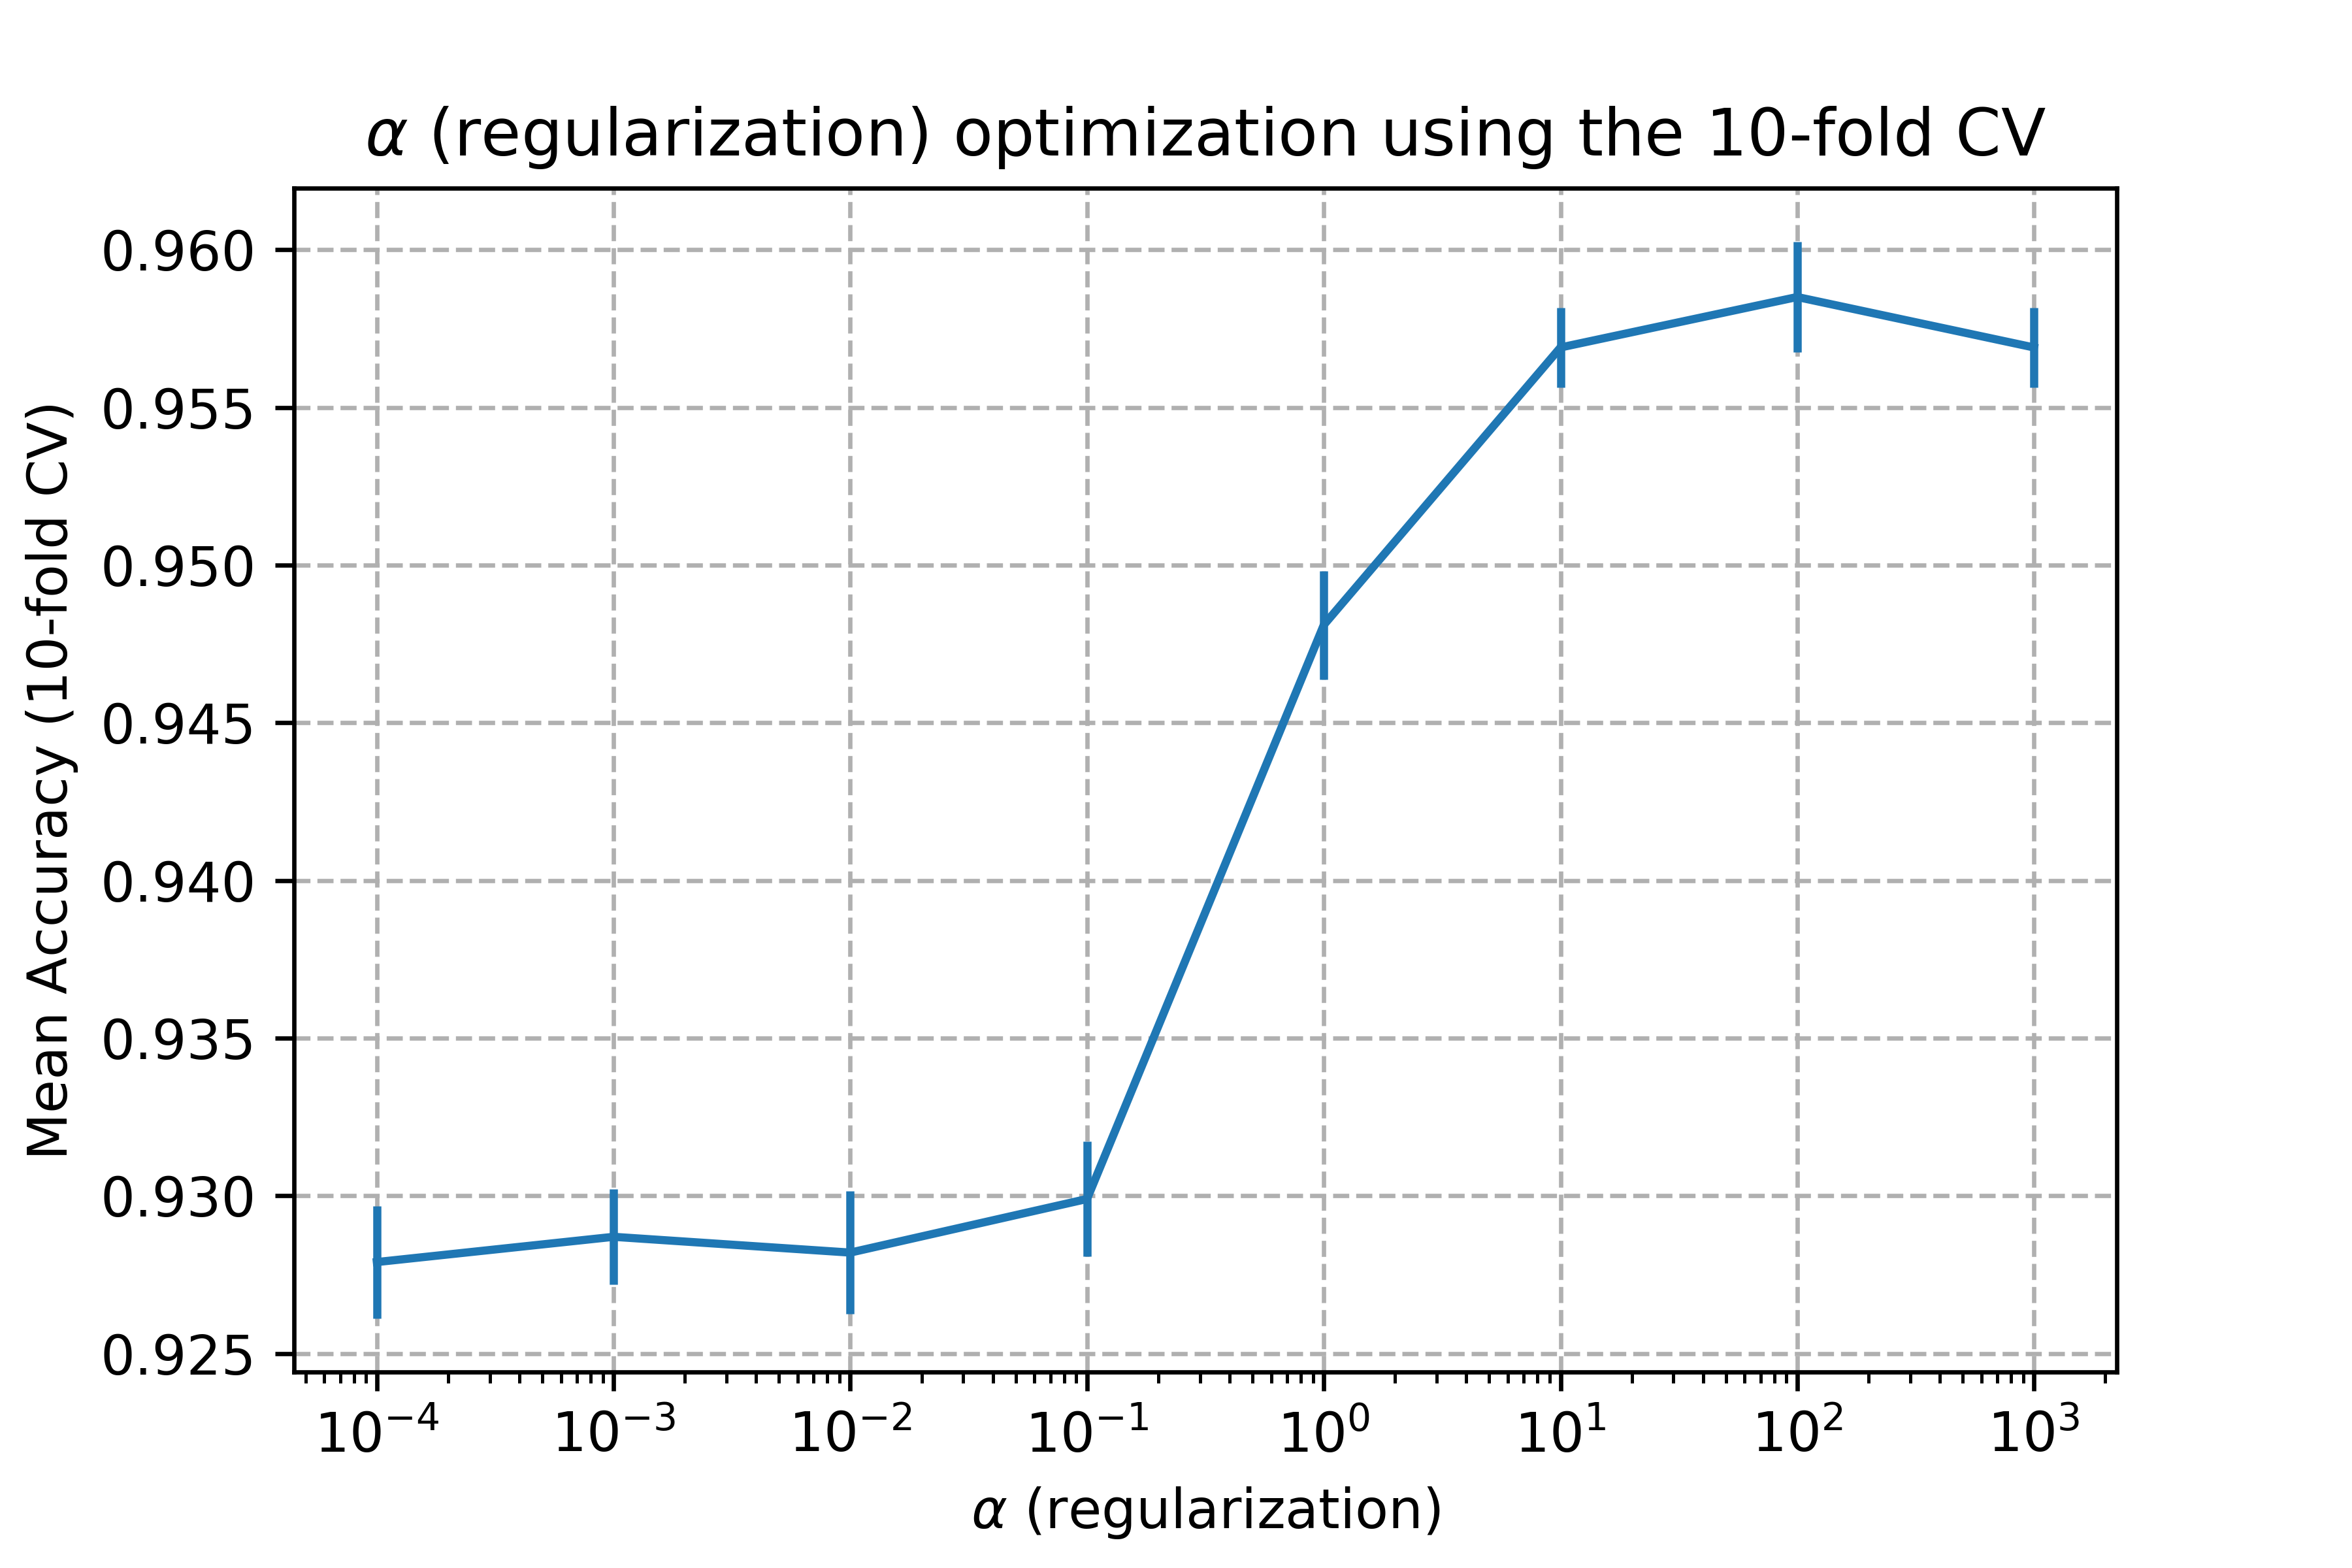 α (regularization) optimization using the 10-fold CV
Mean Accuracy (10-fold CV)
0.960
0.955
0.950
0.945
0.940
0.935
0.930
0.925
10⁻⁴ 10⁻³ 10⁻² 10⁻¹ 10⁰ 10¹ 10² 10³
α (regularization)